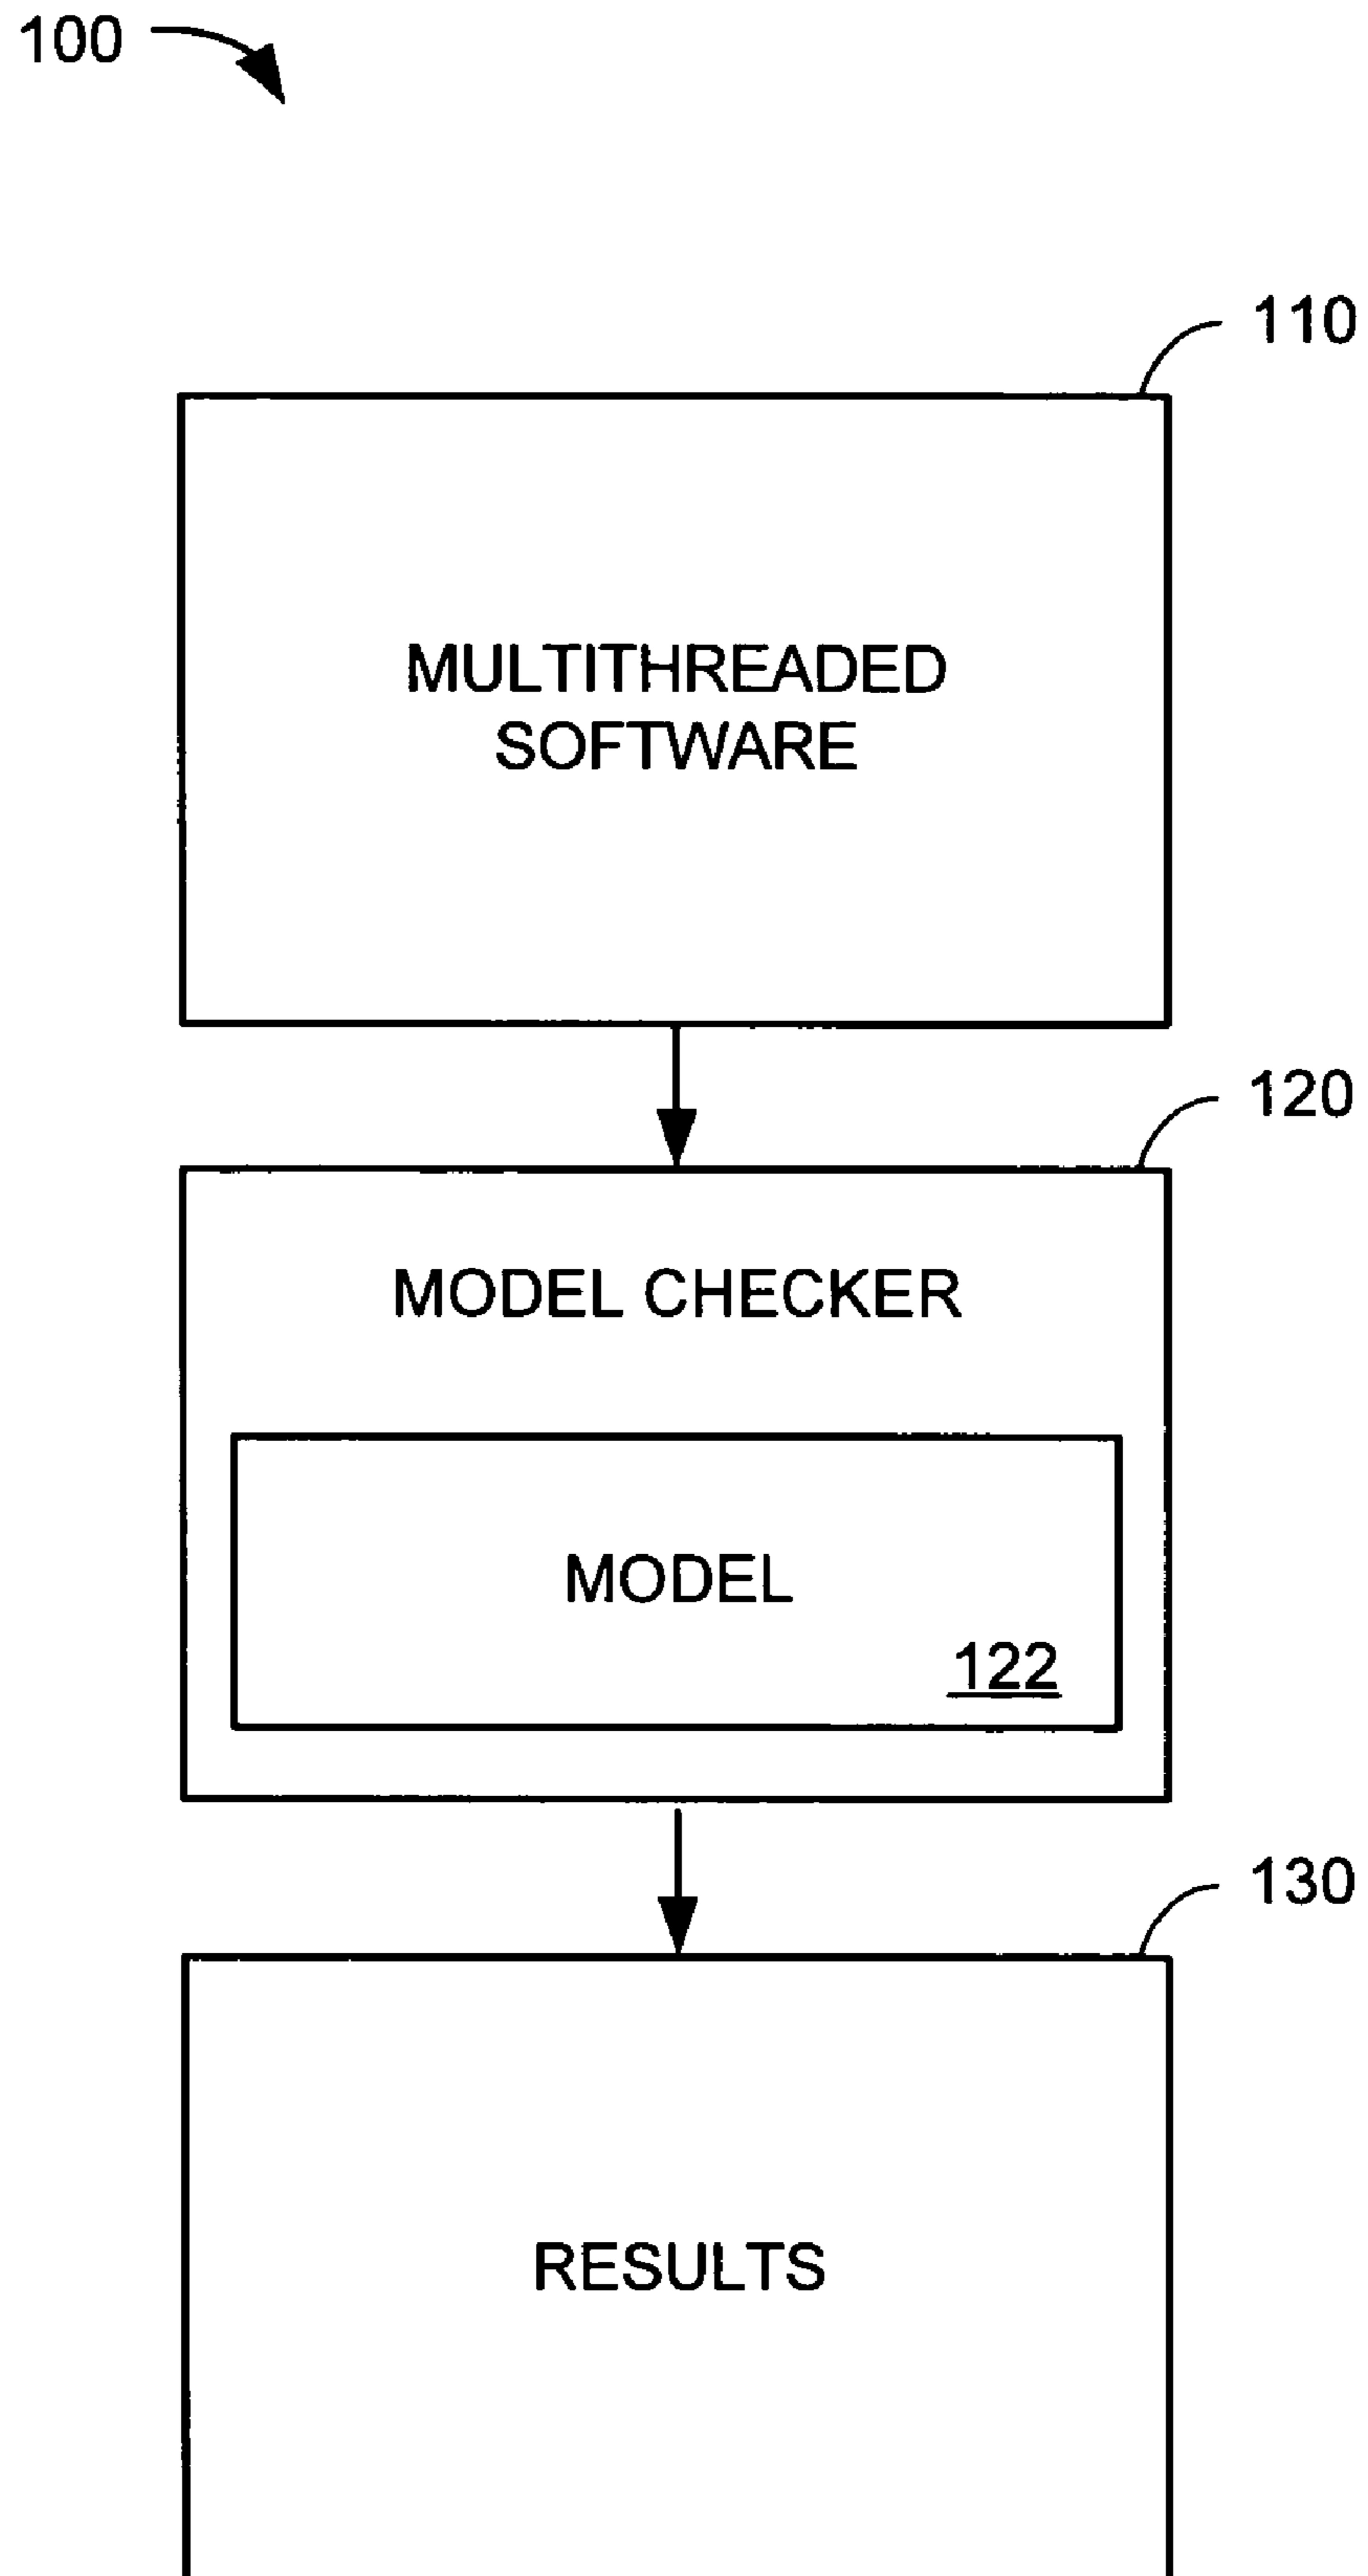 100
110
MULTITHREADED
SOFTWARE
120
MODEL CHECKER
MODEL
122
130
RESULTS